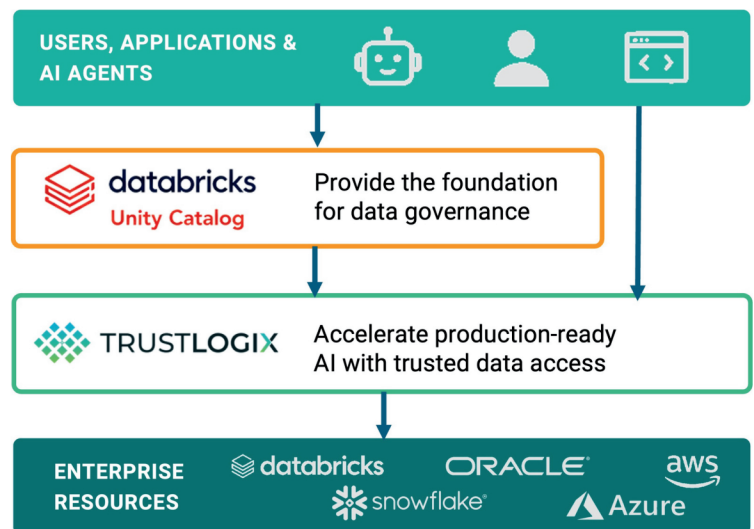 USERS, APPLICATIONS &
AI AGENTS
databricks
Unity Catalog
Provide the foundation
for data governance
TRUSTLOGIX
Accelerate production-ready
AI with trusted data access
ENTERPRISE
RESOURCES
databricks
ORACLE
aws
snowflake
Azure